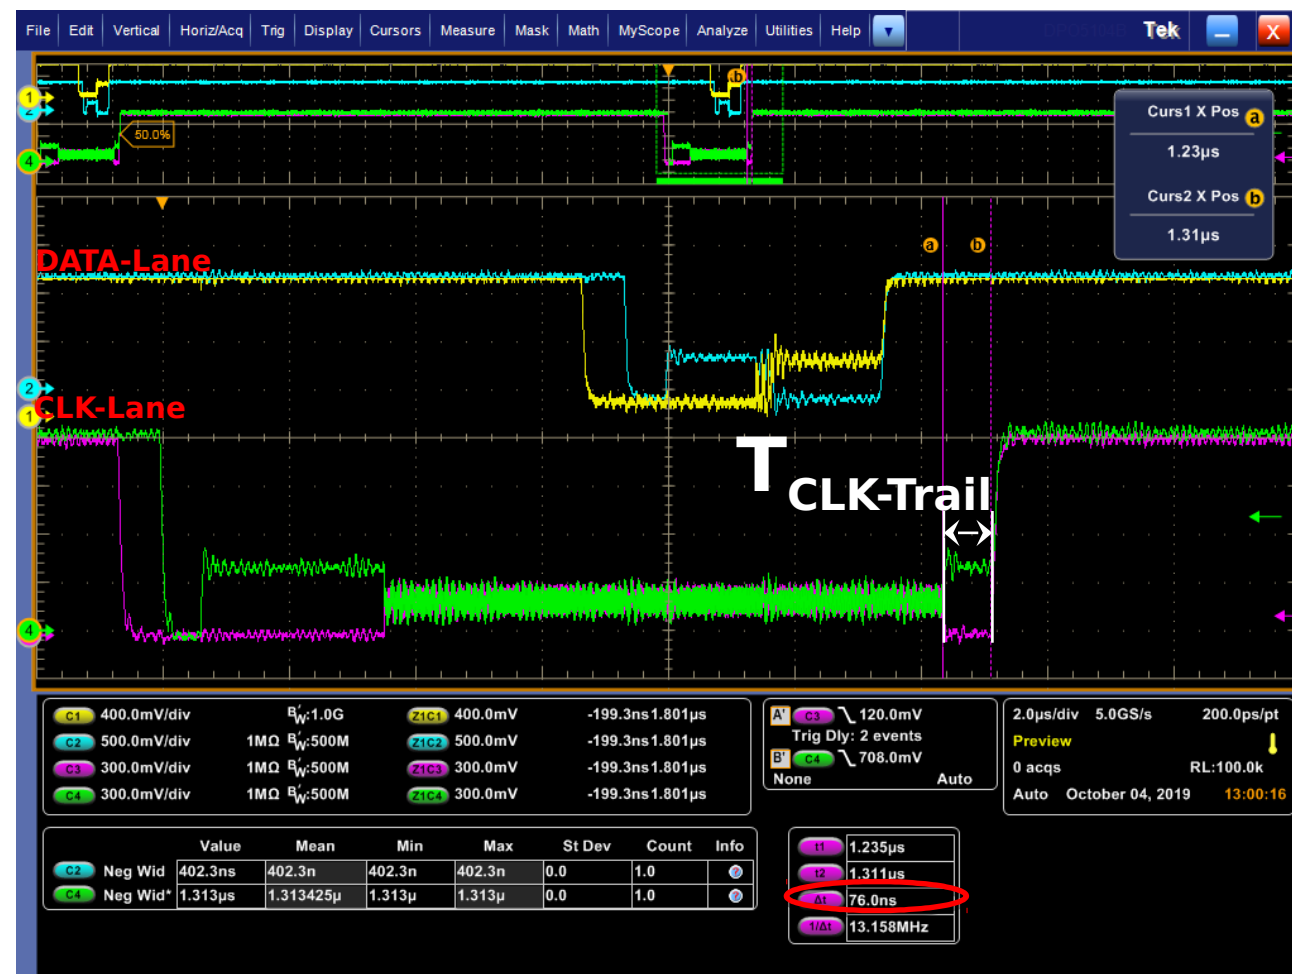 File Edit Vertical Horiz/Acq Trig Display Cursors Measure Mask Math MyScope Analyze Utilities Help Tek X
1
2
b
50.0%
4
Curs1 X Pos a
1.23µs
Curs2 X Pos b
1.31µs
a b
DATA-Lane
2
CLK-Lane
1
T CLK-Trail
4
C1 400.0mV/div BW:1.0G Z1C1 400.0mV -199.3ns 1.801µs
C2 500.0mV/div 1MΩ BW:500M Z1C2 500.0mV -199.3ns 1.801µs
C3 300.0mV/div 1MΩ BW:500M Z1C3 300.0mV -199.3ns 1.801µs
C4 300.0mV/div 1MΩ BW:500M Z1C4 300.0mV -199.3ns 1.801µs
A' C3 120.0mV
Trig Dly: 2 events
B' C4 708.0mV
None Auto
2.0µs/div 5.0GS/s 200.0ps/pt
Preview
0 acqs RL:100.0k
Auto October 04, 2019 13:00:16
Value Mean Min Max St Dev Count Info
C2 Neg Wid 402.3ns 402.3n 402.3n 402.3n 0.0 1.0
C4 Neg Wid* 1.313µs 1.313425µ 1.313µ 1.313µ 0.0 1.0
t1 1.235µs
t2 1.311µs
Δt 76.0ns
1/Δt 13.158MHz